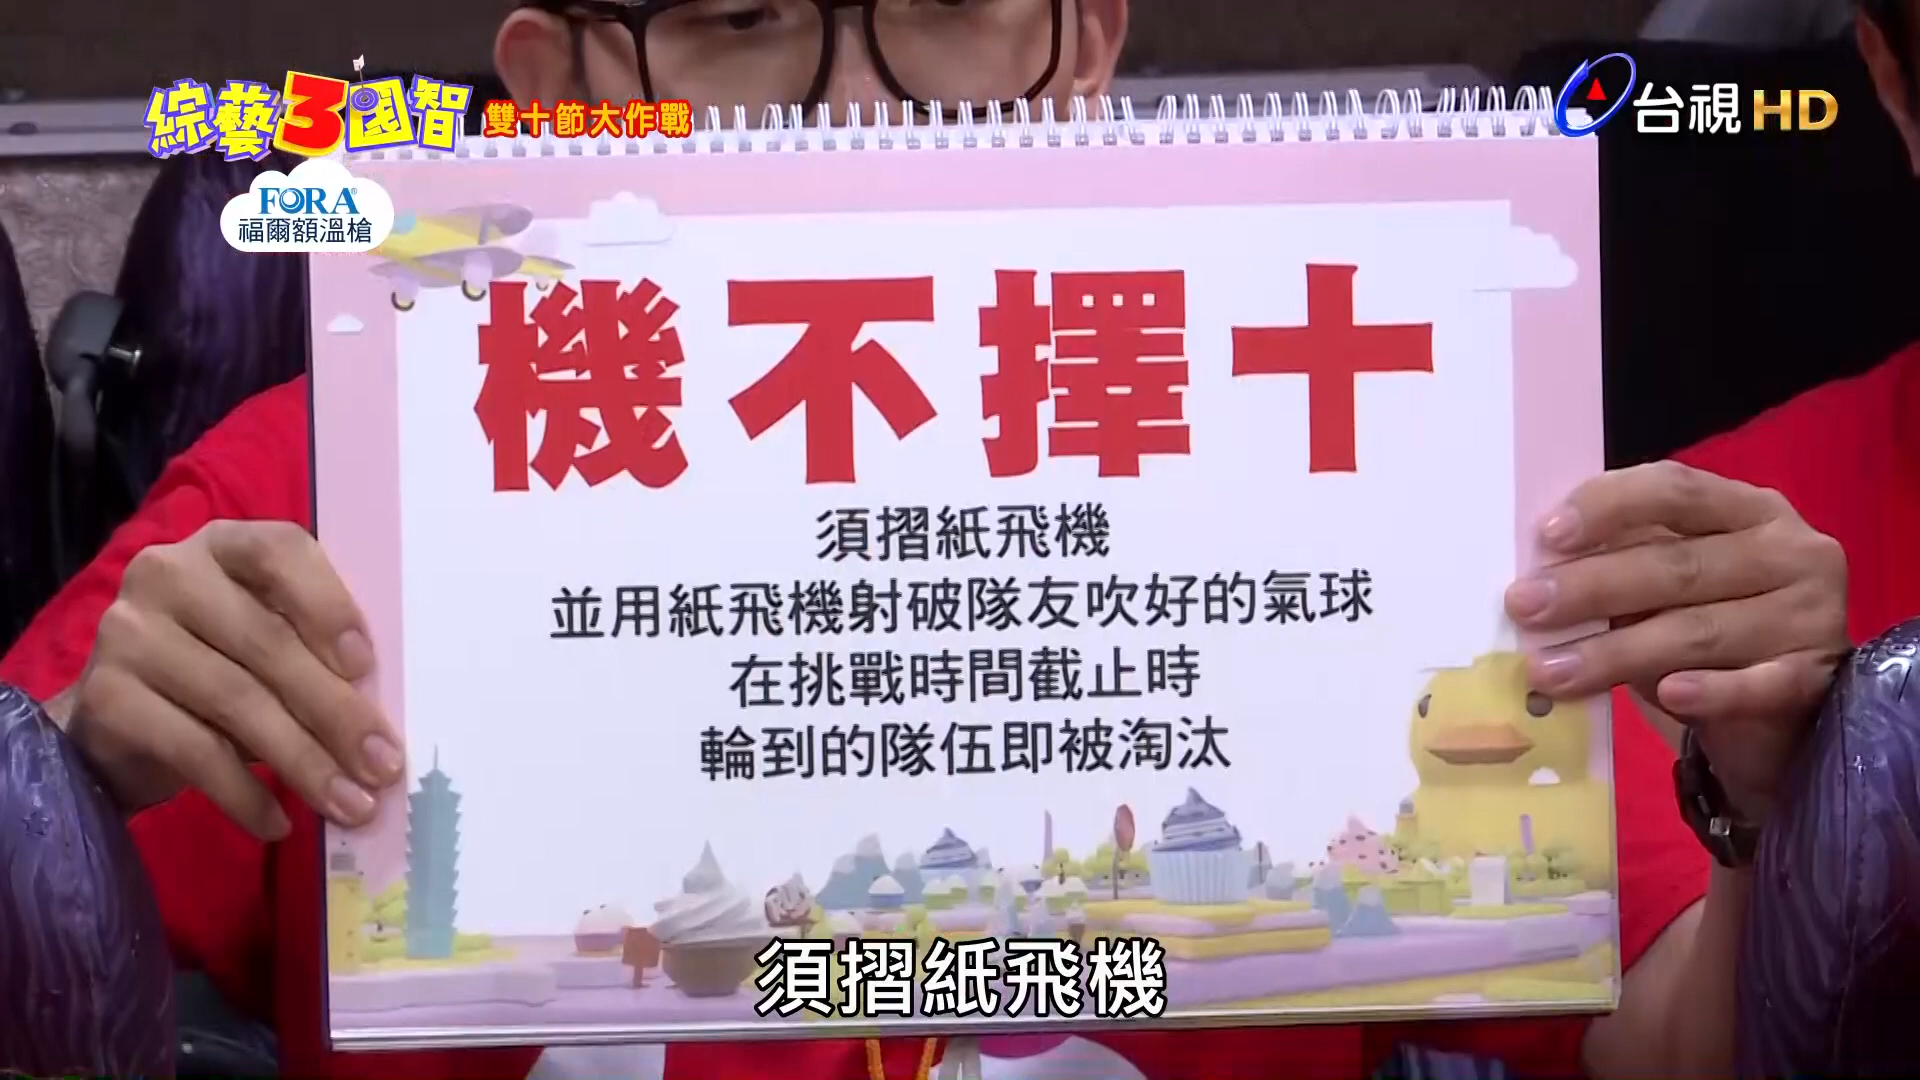 綜藝3國智
雙十節大作戰
台視HD
FORA®
福爾額溫槍
機不擇十
須摺紙飛機
並用紙飛機射破隊友吹好的氣球
在挑戰時間截止時
輪到的隊伍即被淘汰
須摺紙飛機